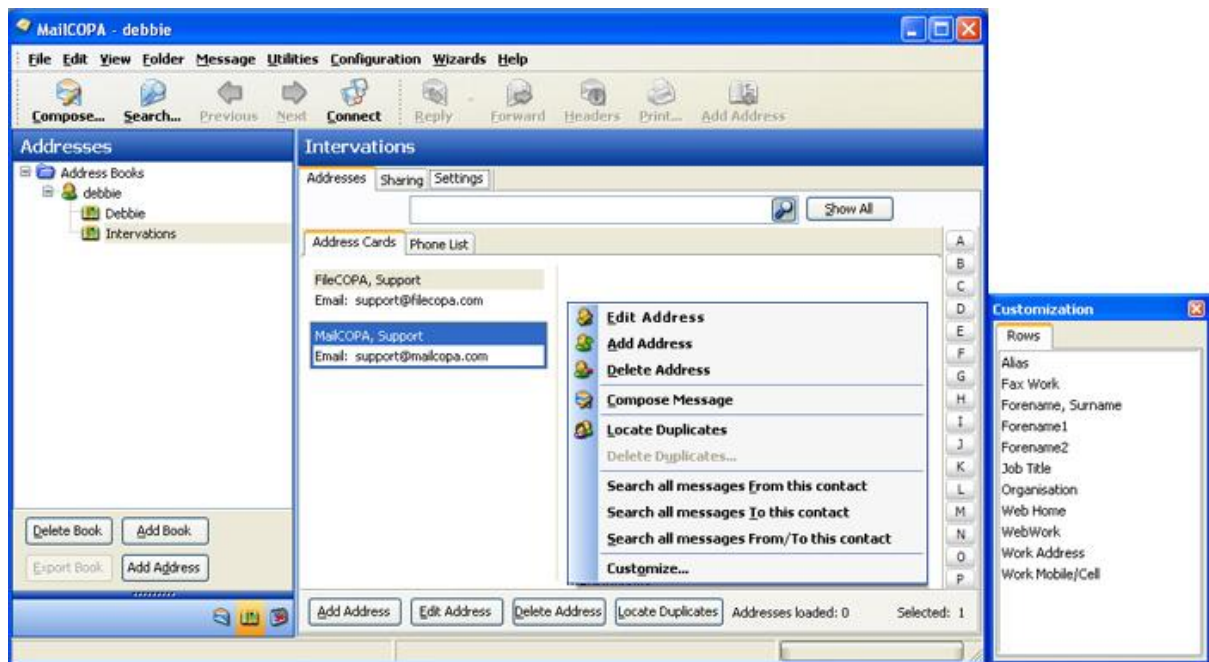 MailCOPA - debbie
File Edit View Folder Message Utilities Configuration Wizards Help
Compose... Search... Previous Next Connect Reply Forward Headers Print... Add Address
Addresses
Address Books
debbie
Debbie
Intervations
Delete Book Add Book
Export Book Add Address
Intervations
Addresses Sharing Settings
Show All
Address Cards Phone List
FileCOPA, Support
Email: support@filecopa.com
MailCOPA, Support
Email: support@mailcopa.com
Edit Address
Add Address
Delete Address
Compose Message
Locate Duplicates
Delete Duplicates...
Search all messages From this contact
Search all messages To this contact
Search all messages From/To this contact
Customize...
A
B
C
D
E
F
G
H
I
J
K
L
M
N
O
P
Add Address Edit Address Delete Address Locate Duplicates Addresses loaded: 0 Selected: 1
Customization
Rows
Alias
Fax Work
Forename, Surname
Forename1
Forename2
Job Title
Organisation
Web Home
WebWork
Work Address
Work Mobile/Cell